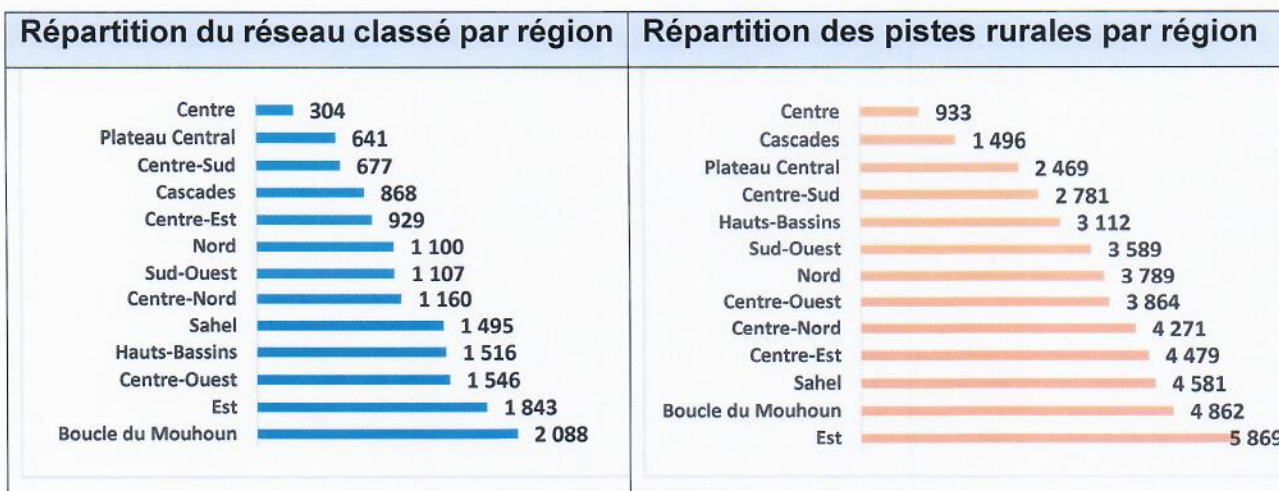 Répartition du réseau classé par région
Centre 304
Plateau Central 641
Centre-Sud 677
Cascades 868
Centre-Est 929
Nord 1 100
Sud-Ouest 1 107
Centre-Nord 1 160
Sahel 1 495
Hauts-Bassins 1 516
Centre-Ouest 1 546
Est 1 843
Boucle du Mouhoun 2 088
Répartition des pistes rurales par région
Centre 933
Cascades 1 496
Plateau Central 2 469
Centre-Sud 2 781
Hauts-Bassins 3 112
Sud-Ouest 3 589
Nord 3 789
Centre-Ouest 3 864
Centre-Nord 4 271
Centre-Est 4 479
Sahel 4 581
Boucle du Mouhoun 4 862
Est 5 869